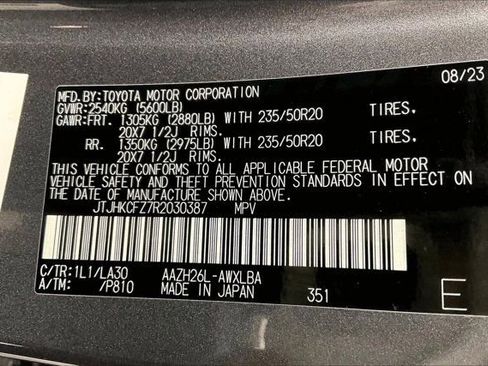 MFD.BY:TOYOTA MOTOR CORPORATION 08/23
GVWR:2540KG (5600LB)
GAWR:FRT. 1305KG (2880LB) WITH 235/50R20 TIRES.
20X7 1/2J RIMS.
RR. 1350KG (2975LB) WITH 235/50R20 TIRES.
20X7 1/2J RIMS.
THIS VEHICLE CONFORMS TO ALL APPLICABLE FEDERAL MOTOR
VEHICLE SAFETY AND THEFT PREVENTION STANDARDS IN EFFECT ON
THE DATE OF MANUFACTURE SHOWN ABOVE.
JTJHKCFZ7R2030387 MPV
C/TR:1L1/LA30 AAZH26L-AWXLBA
A/TM: /P810 MADE IN JAPAN 351 E